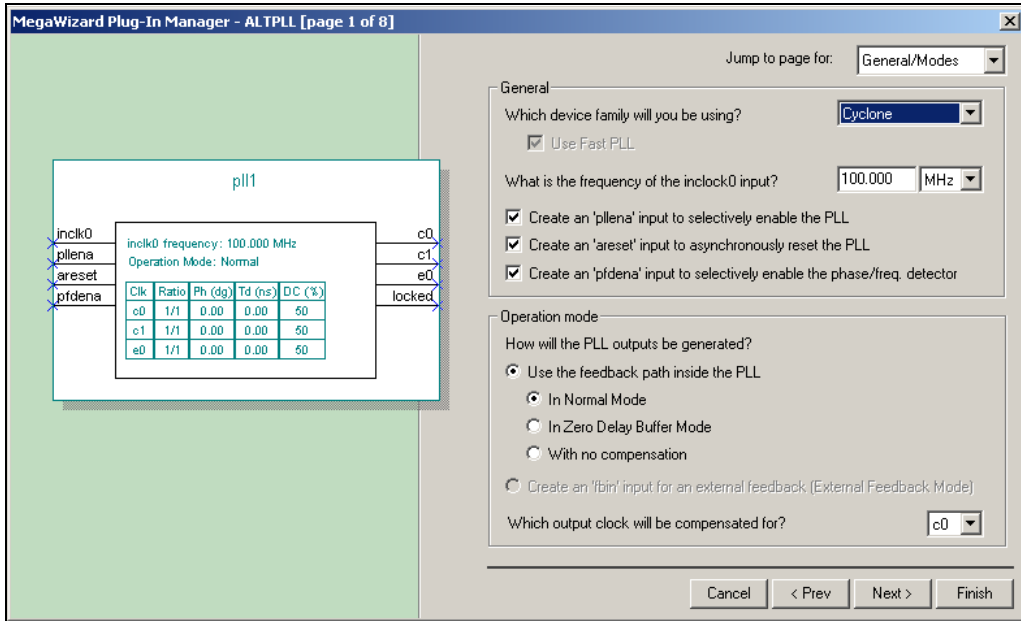 MegaWizard Plug-In Manager - ALTPLL [page 1 of 8]
Jump to page for: General/Modes
General
Which device family will you be using? Cyclone
Use Fast PLL
What is the frequency of the inclock0 input? 100.000 MHz
Create an 'pllena' input to selectively enable the PLL
Create an 'areset' input to asynchronously reset the PLL
Create an 'pfdena' input to selectively enable the phase/freq. detector
Operation mode
How will the PLL outputs be generated?
Use the feedback path inside the PLL
In Normal Mode
In Zero Delay Buffer Mode
With no compensation
Create an 'fbin' input for an external feedback (External Feedback Mode)
Which output clock will be compensated for? c0
Cancel < Prev Next > Finish
pll1
inclk0
pllena
areset
pfdena
inclk0 frequency: 100.000 MHz
Operation Mode: Normal
Clk Ratio Ph (dg) Td (ns) DC (%)
c0 1/1 0.00 0.00 50
c1 1/1 0.00 0.00 50
e0 1/1 0.00 0.00 50
c0
c1
e0
locked